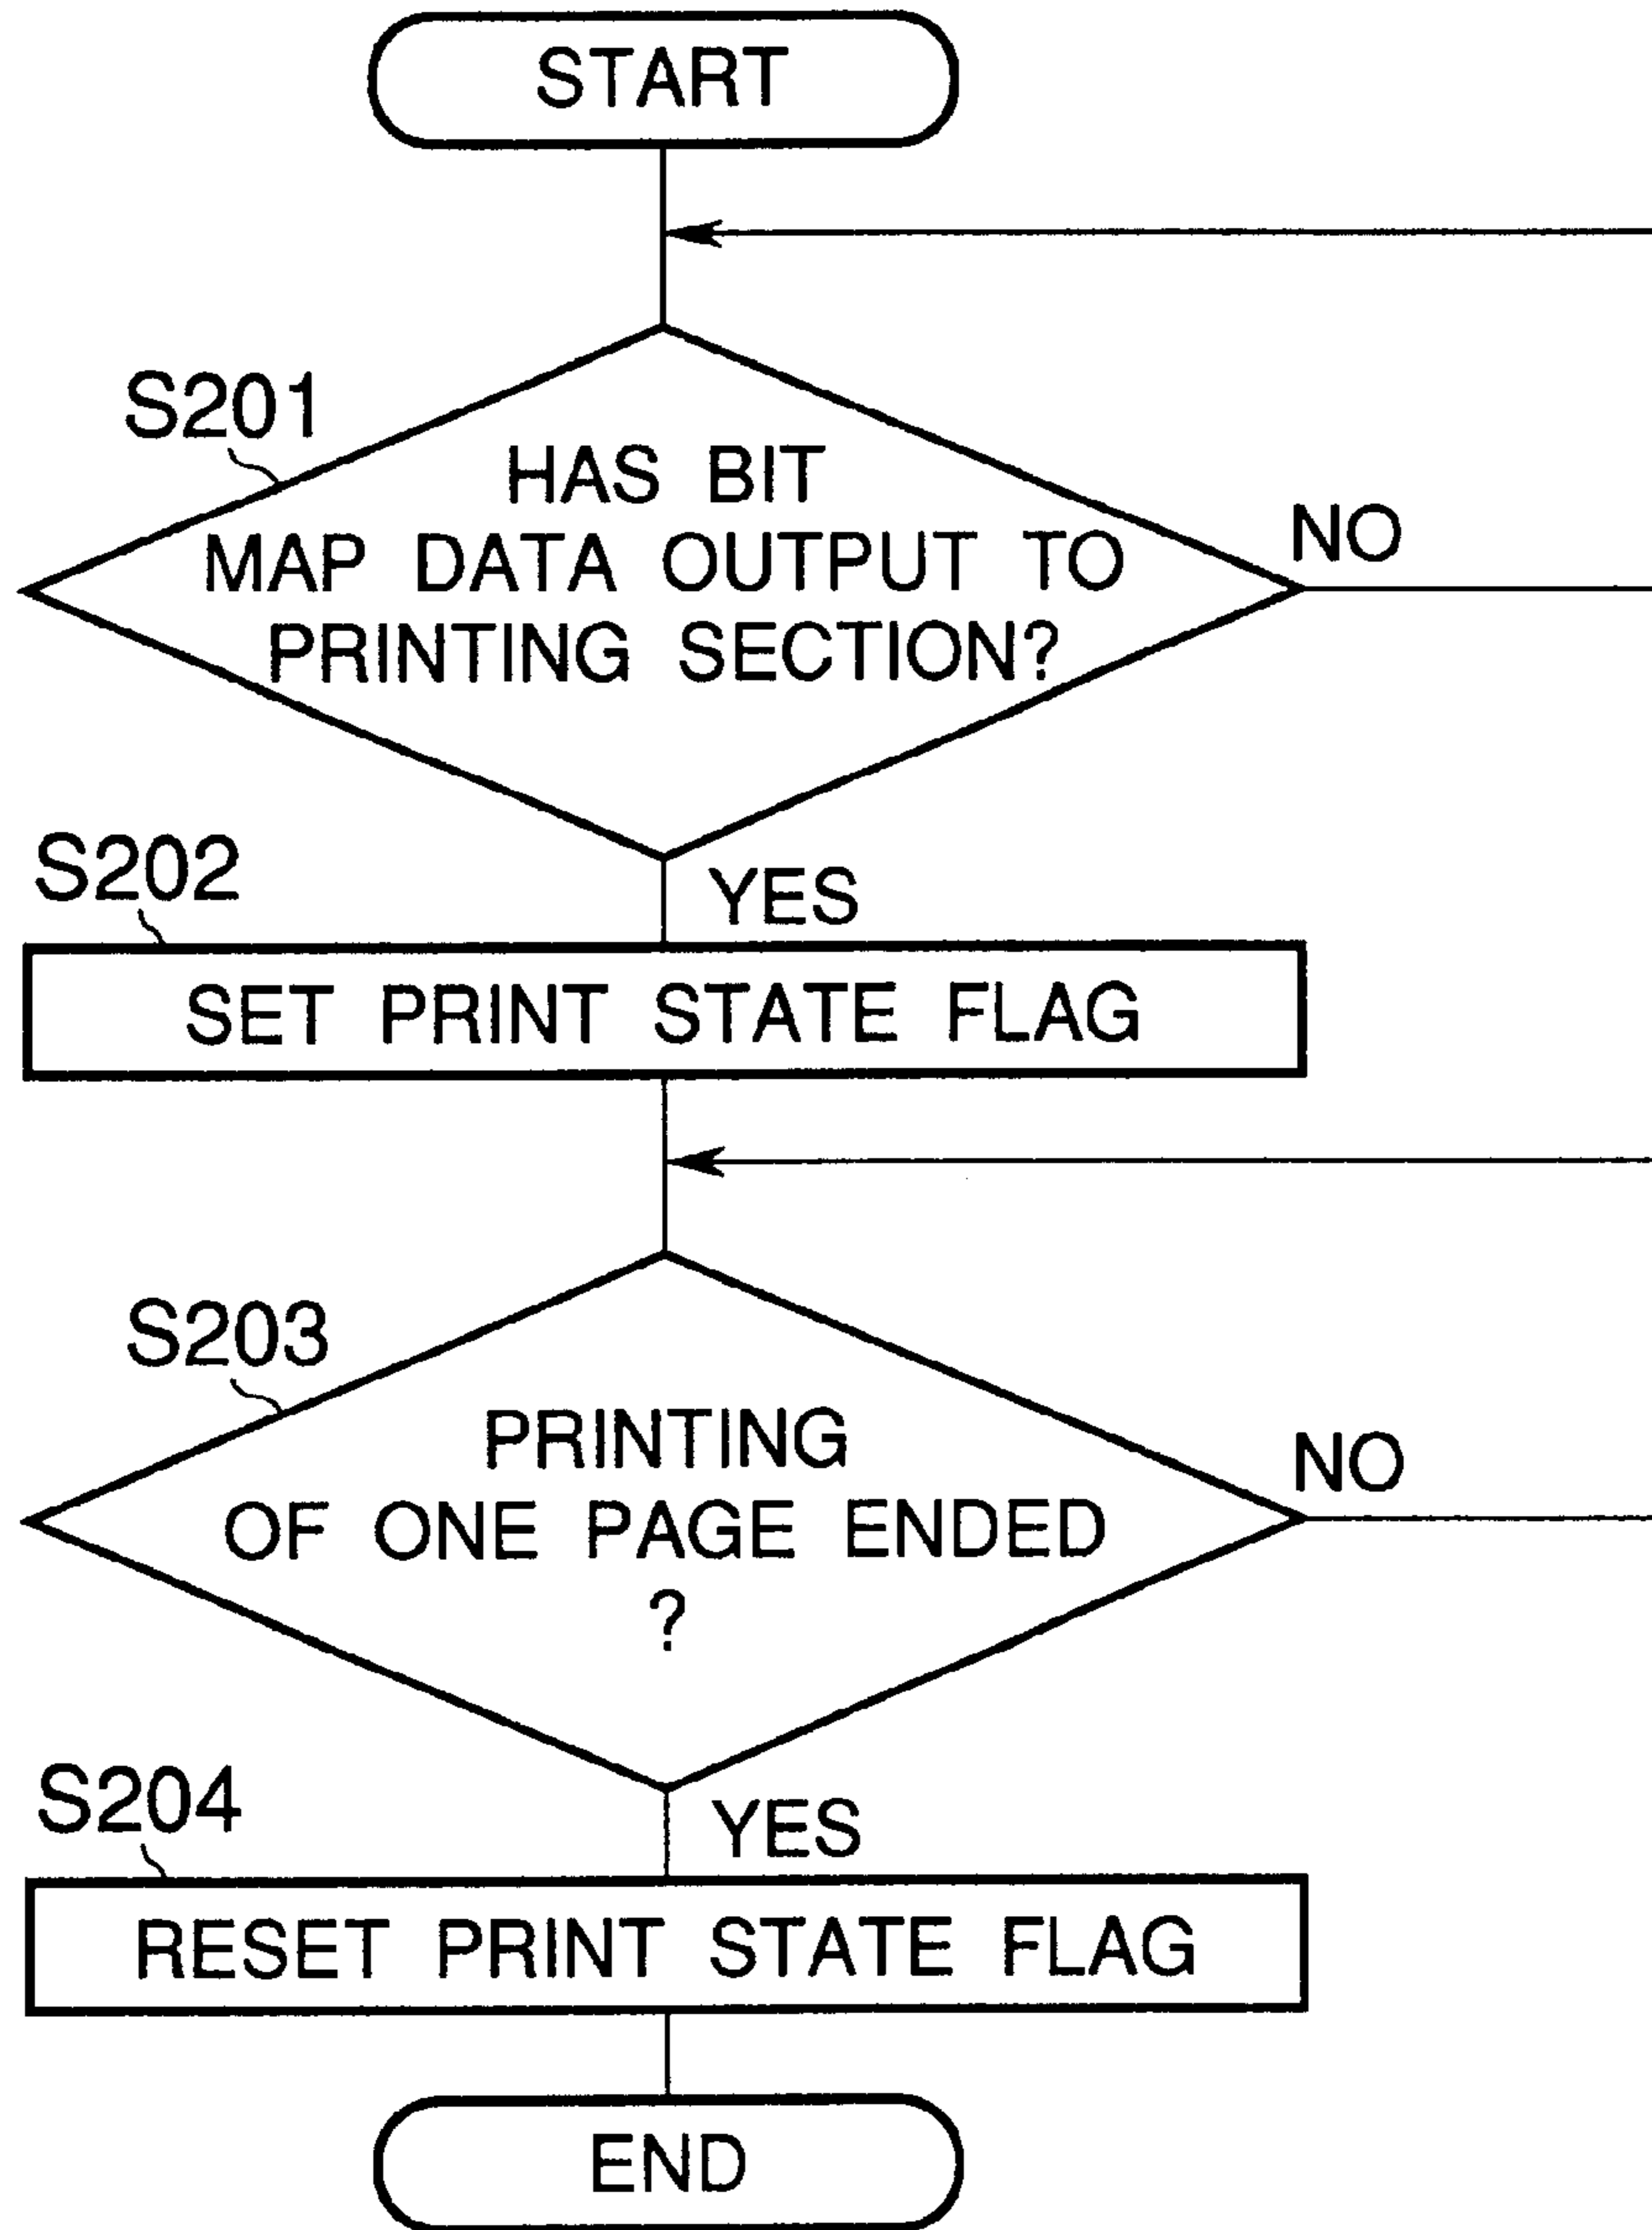 START
S201
HAS BIT
MAP DATA OUTPUT TO
PRINTING SECTION?
NO
S202
YES
SET PRINT STATE FLAG
S203
PRINTING
OF ONE PAGE ENDED
?
NO
S204
YES
RESET PRINT STATE FLAG
END